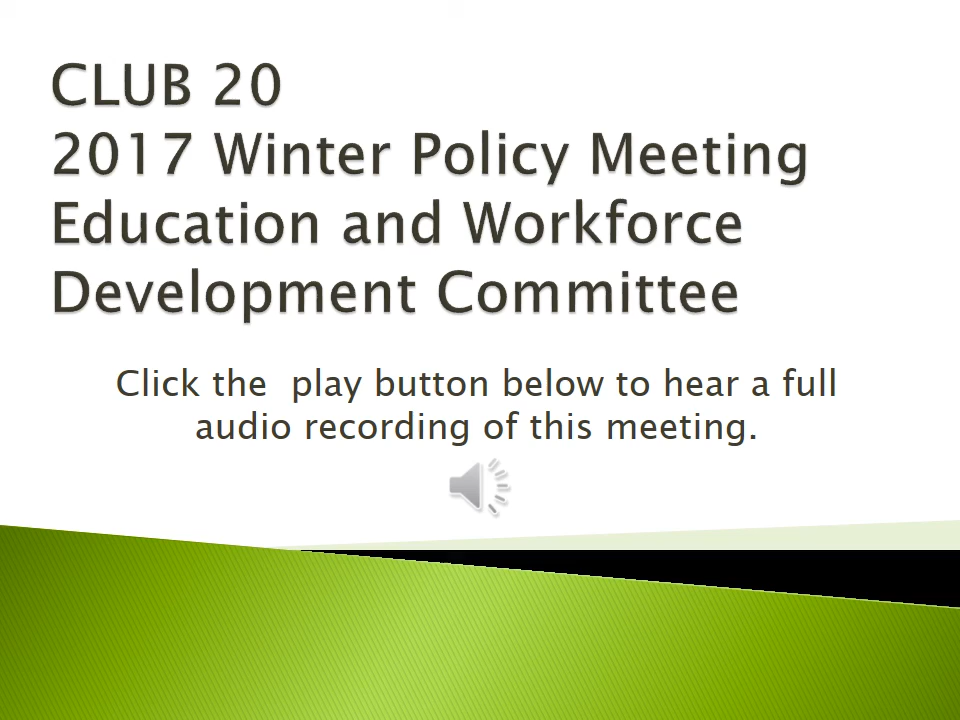 CLUB 20
2017 Winter Policy Meeting
Education and Workforce
Development Committee
Click the  play button below to hear a full
audio recording of this meeting.